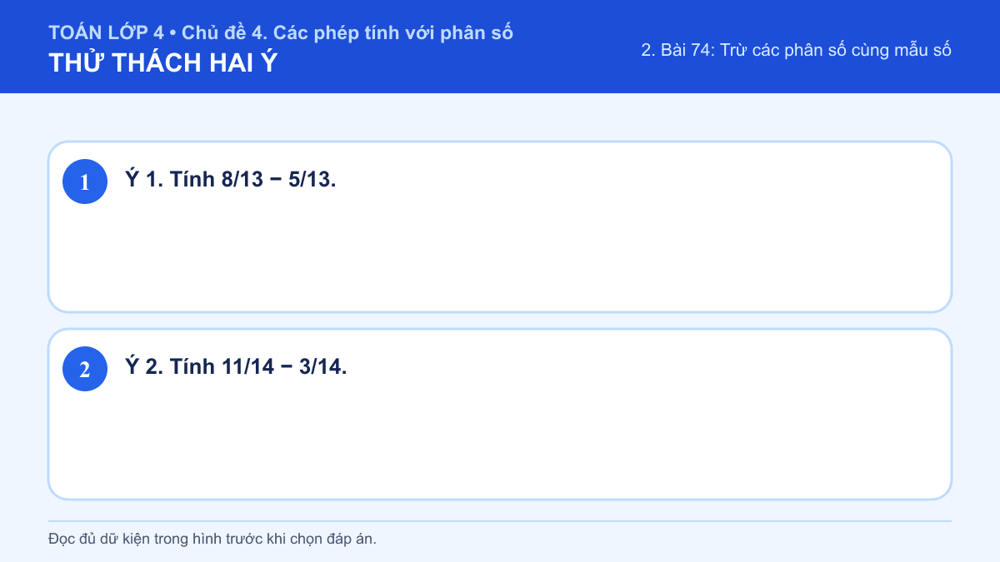 TOÁN LỚP 4 • Chủ đề 4. Các phép tính với phân số
THỬ THÁCH HAI Ý
2. Bài 74: Trừ các phân số cùng mẫu số
1
Ý 1. Tính 8/13 − 5/13.
2
Ý 2. Tính 11/14 − 3/14.
Đọc đủ dữ kiện trong hình trước khi chọn đáp án.